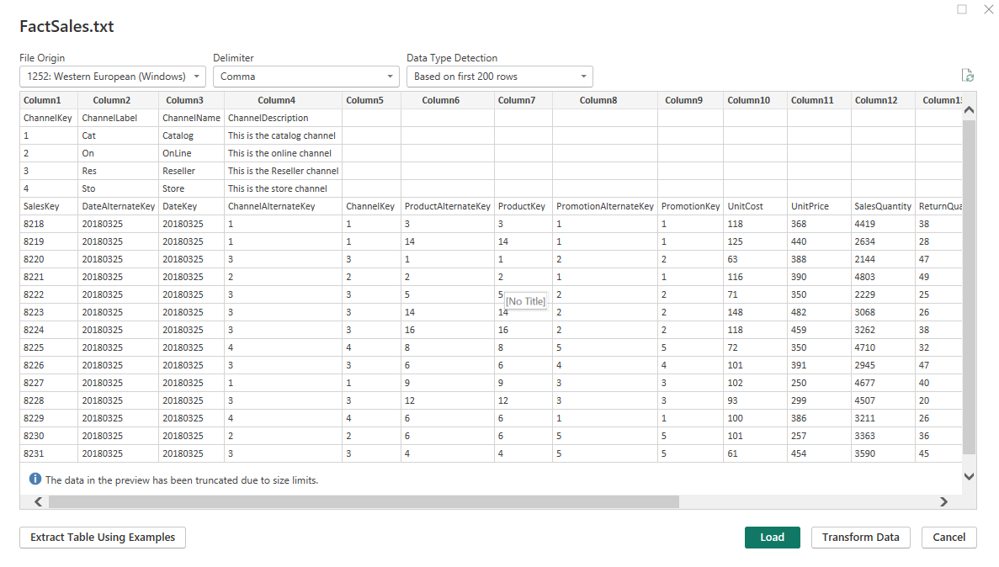 FactSales.txt
File Origin Delimiter Data Type Detection
1252: Western European (Windows) Comma Based on first 200 rows
Column1 Column2 Column3 Column4 Column5 Column6 Column7 Column8 Column9 Column10 Column11 Column12 Column13
ChannelKey ChannelLabel ChannelName ChannelDescription
1 Cat Catalog This is the catalog channel
2 On OnLine This is the online channel
3 Res Reseller This is the Reseller channel
4 Sto Store This is the store channel
SalesKey DateAlternateKey DateKey ChannelAlternateKey ChannelKey ProductAlternateKey ProductKey PromotionAlternateKey PromotionKey UnitCost UnitPrice SalesQuantity ReturnQua
8218 20180325 20180325 1 1 3 3 1 1 118 368 4419 38
8219 20180325 20180325 1 1 14 14 1 1 125 440 2634 28
8220 20180325 20180325 3 3 1 1 2 2 63 388 2144 47
8221 20180325 20180325 2 2 2 2 1 1 116 390 4803 49
8222 20180325 20180325 3 3 5 5 2 2 71 350 2229 25
[No Title]
8223 20180325 20180325 3 3 14 14 2 2 148 482 3068 26
8224 20180325 20180325 3 3 16 16 2 2 118 459 3262 38
8225 20180325 20180325 4 4 8 8 5 5 72 350 4710 32
8226 20180325 20180325 3 3 6 6 4 4 101 391 2945 47
8227 20180325 20180325 1 1 9 9 3 3 102 250 4677 40
8228 20180325 20180325 3 3 12 12 3 3 93 299 4507 20
8229 20180325 20180325 4 4 6 6 1 1 100 386 3211 26
8230 20180325 20180325 2 2 6 6 5 5 101 257 3363 36
8231 20180325 20180325 3 3 4 4 5 5 61 454 3590 45
The data in the preview has been truncated due to size limits.
Extract Table Using Examples Load Transform Data Cancel